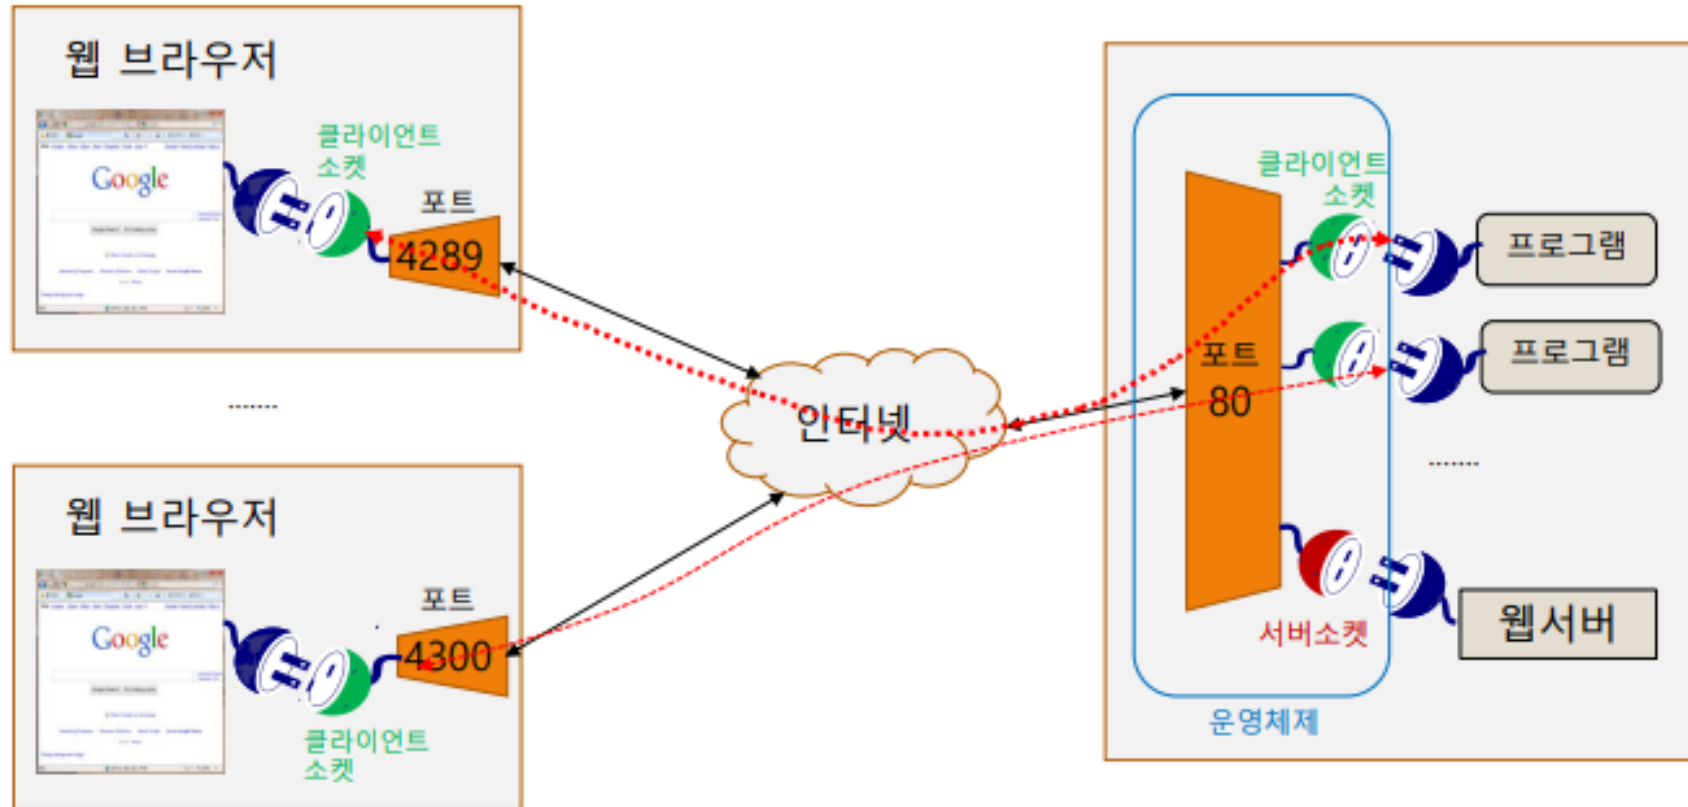 웹 브라우저
Google
클라이언트
소켓
포트
4289
.......
웹 브라우저
Google
포트
4300
클라이언트
소켓
인터넷
클라이언트
소켓
프로그램
프로그램
포트
80
.......
서버소켓
웹서버
운영체제